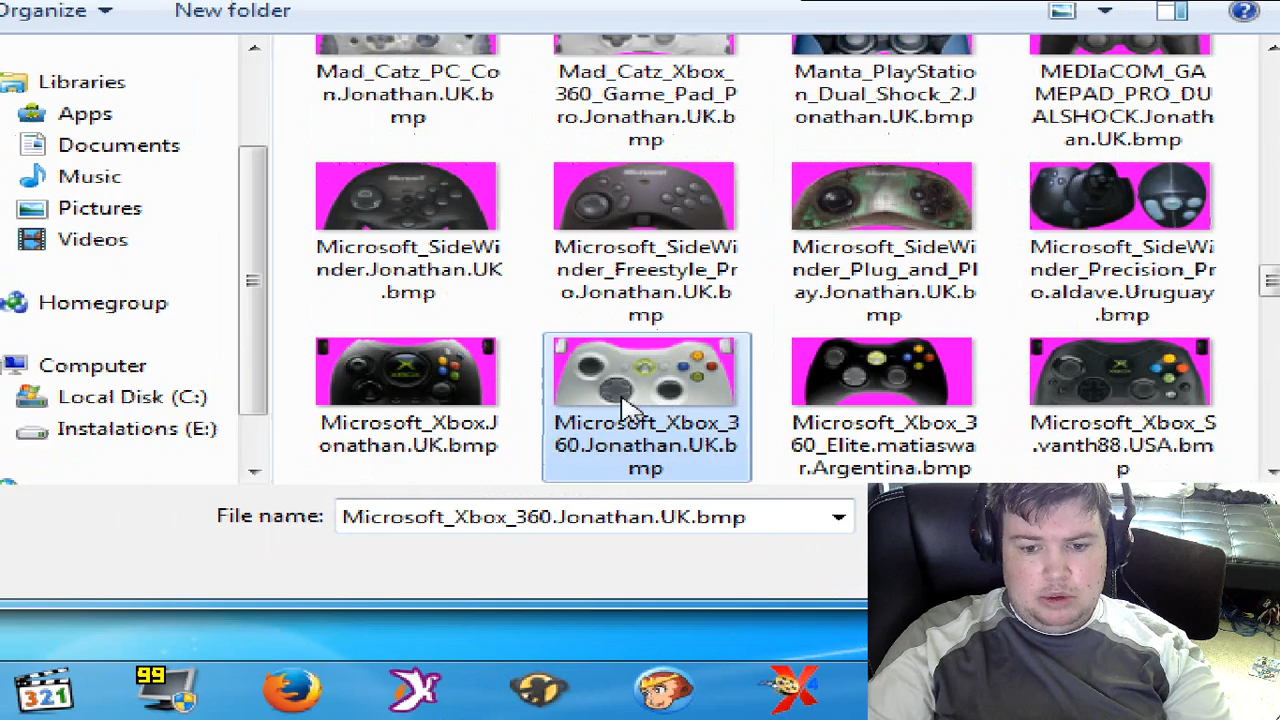 Organize
New folder
Libraries
Apps
Documents
Music
Pictures
Videos
Homegroup
Computer
Local Disk (C:)
Instalations (E:)
Mad_Catz_PC_Co
n.Jonathan.UK.b
mp
Mad_Catz_Xbox_
360_Game_Pad_P
ro.Jonathan.UK.b
mp
Manta_PlayStatio
n_Dual_Shock_2.J
onathan.UK.bmp
MEDIaCOM_GA
MEPAD_PRO_DU
ALSHOCK.Jonath
an.UK.bmp
Microsoft_SideWi
nder.Jonathan.UK
.bmp
Microsoft_SideWi
nder_Freestyle_Pr
o.Jonathan.UK.b
mp
Microsoft_SideWi
nder_Plug_and_Pl
ay.Jonathan.UK.b
mp
Microsoft_SideWi
nder_Precision_Pr
o.aldave.Uruguay
.bmp
Microsoft_Xbox.J
onathan.UK.bmp
Microsoft_Xbox_3
60.Jonathan.UK.b
mp
Microsoft_Xbox_3
60_Elite.matiaswa
r.Argentina.bmp
Microsoft_Xbox_S
.vanth88.USA.bm
p
File name:
Microsoft_Xbox_360.Jonathan.UK.bmp
321
99